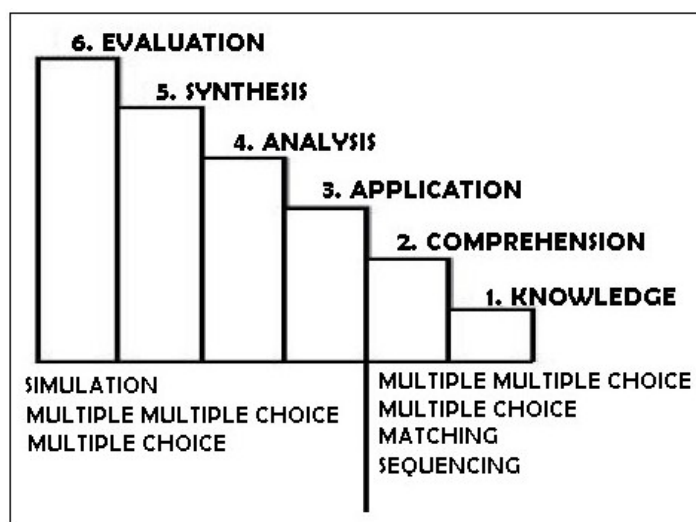 6. EVALUATION
5. SYNTHESIS
4. ANALYSIS
3. APPLICATION
2. COMPREHENSION
1. KNOWLEDGE
SIMULATION
MULTIPLE MULTIPLE CHOICE
MULTIPLE CHOICE
MULTIPLE MULTIPLE CHOICE
MULTIPLE CHOICE
MATCHING
SEQUENCING